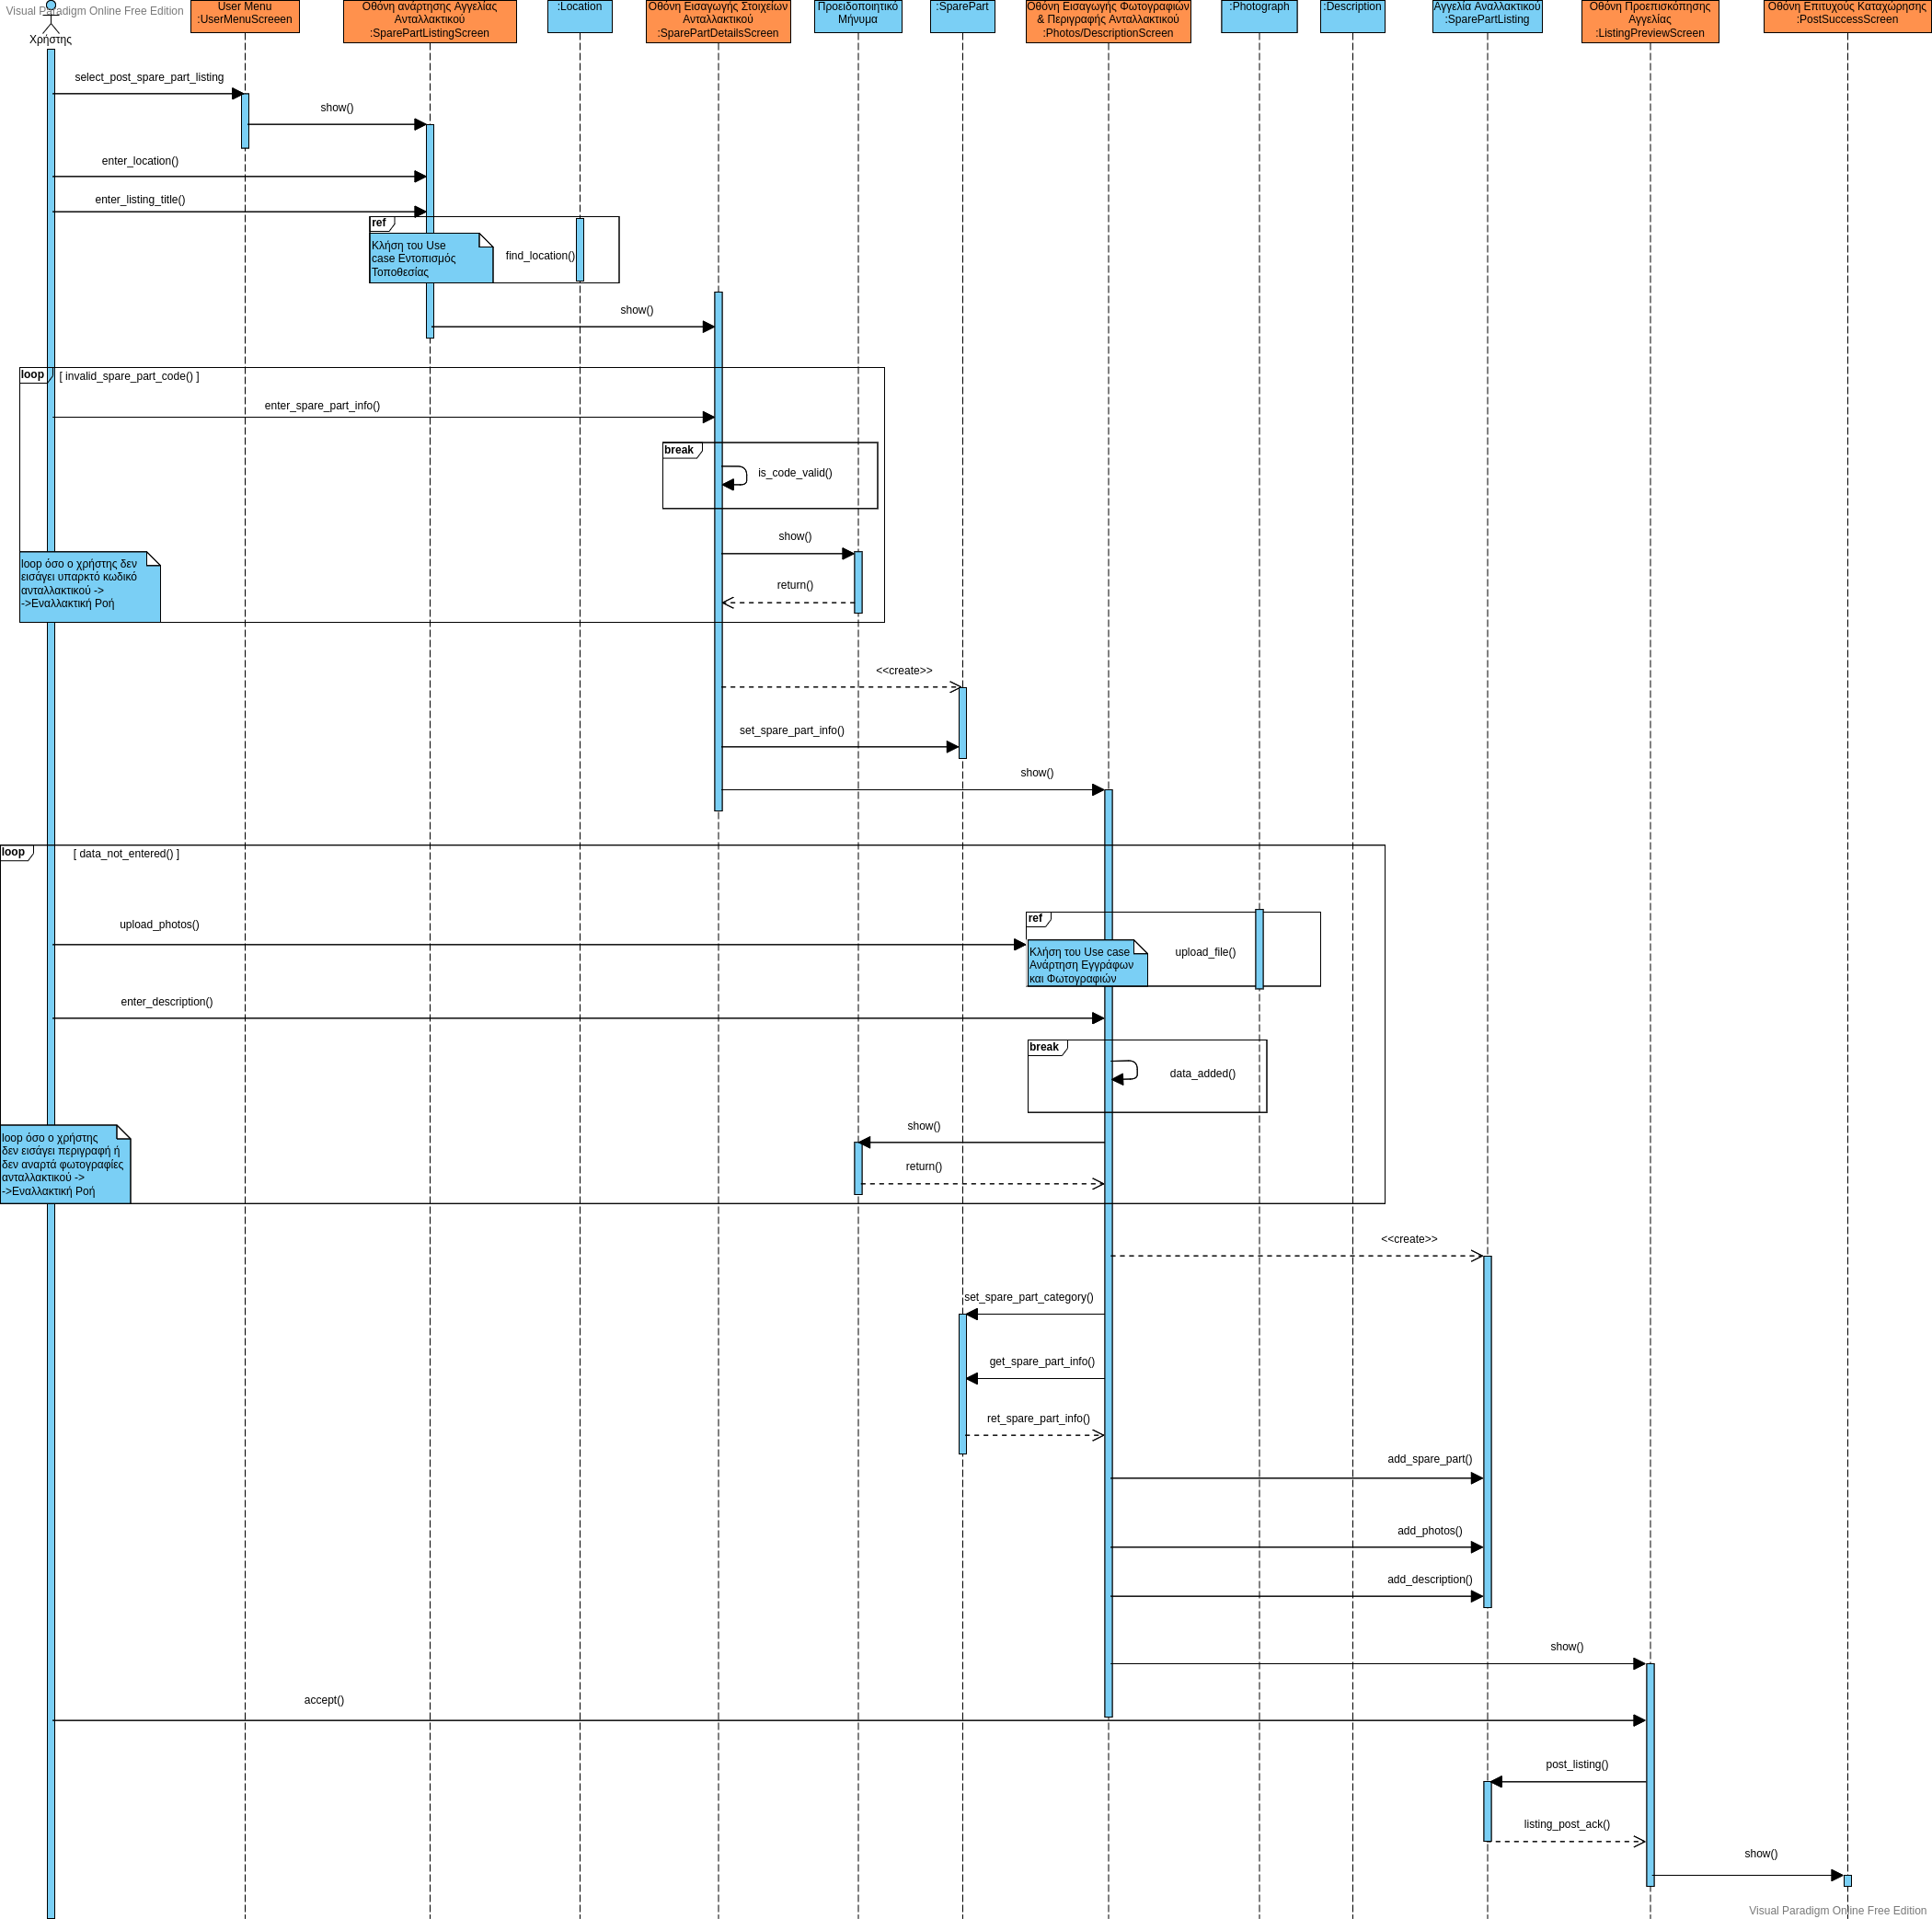 Visual Paradigm Online Free Edition
Χρήστης
User Menu
:UserMenuScreeen
Οθόνη ανάρτησης Αγγελίας
Ανταλλακτικού
:SparePartListingScreen
:Location
Οθόνη Εισαγωγής Στοιχείων
Ανταλλακτικού
:SparePartDetailsScreen
Προειδοποιητικό
Μήνυμα
:SparePart
Οθόνη Εισαγωγής Φωτογραφιών
& Περιγραφής Ανταλλακτικού
:Photos/DescriptionScreen
:Photograph
:Description
Αγγελία Αναλλακτικού
:SparePartListing
Οθόνη Προεπισκόπησης
Αγγελίας
:ListingPreviewScreen
Οθόνη Επιτυχούς Καταχώρησης
:PostSuccessScreen
select_post_spare_part_listing
show()
enter_location()
enter_listing_title()
ref
Κλήση του Use
case Εντοπισμός
Τοποθεσίας
find_location()
show()
loop
[ invalid_spare_part_code() ]
enter_spare_part_info()
break
is_code_valid()
show()
return()
loop όσο ο χρήστης δεν
εισάγει υπαρκτό κωδικό
ανταλλακτικού ->
->Εναλλακτική Ροή
<<create>>
set_spare_part_info()
show()
loop
[ data_not_entered() ]
upload_photos()
ref
Κλήση του Use case
Ανάρτηση Εγγράφων
και Φωτογραφιών
upload_file()
enter_description()
break
data_added()
show()
return()
loop όσο ο χρήστης
δεν εισάγει περιγραφή ή
δεν αναρτά φωτογραφίες
ανταλλακτικού ->
->Εναλλακτική Ροή
<<create>>
set_spare_part_category()
get_spare_part_info()
ret_spare_part_info()
add_spare_part()
add_photos()
add_description()
show()
accept()
post_listing()
listing_post_ack()
show()
Visual Paradigm Online Free Edition